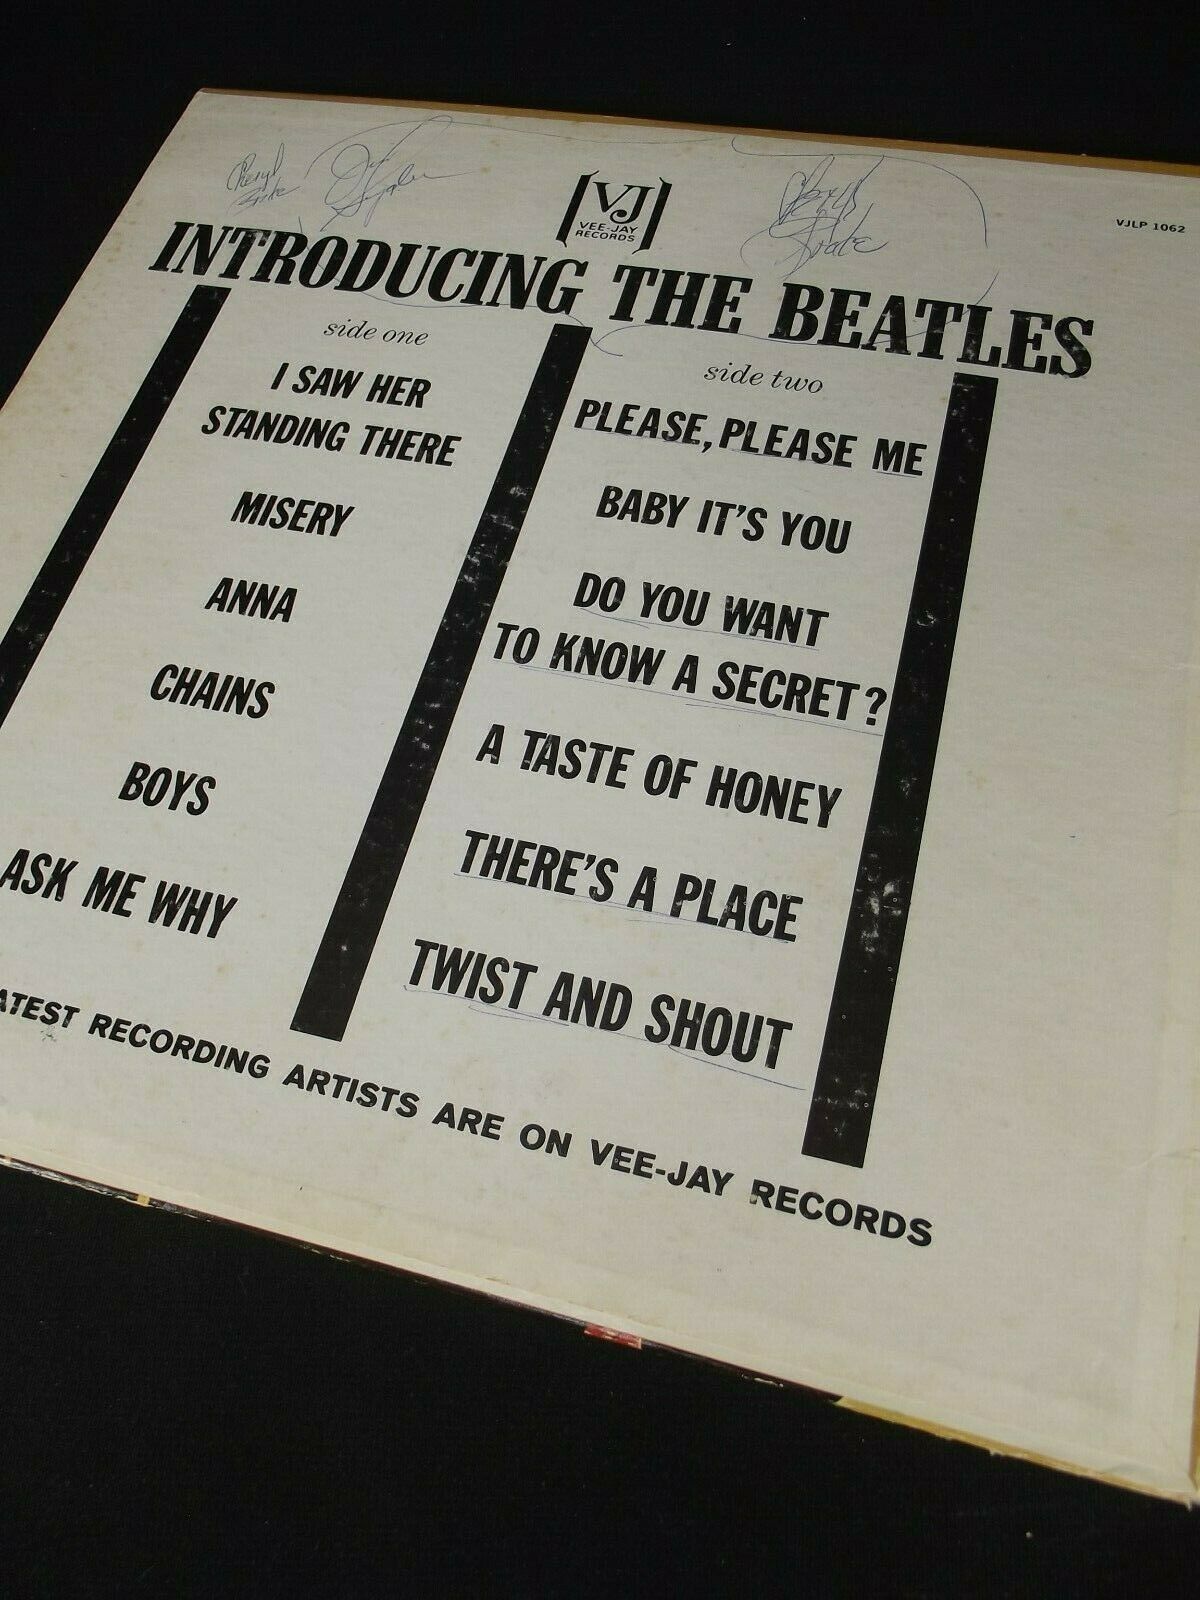 Cheryl
VJ
VEE-JAY
RECORDS
VJLP 1062
INTRODUCING THE BEATLES
side one
I SAW HER
STANDING THERE
MISERY
ANNA
CHAINS
BOYS
ASK ME WHY
side two
PLEASE, PLEASE ME
BABY IT'S YOU
DO YOU WANT
TO KNOW A SECRET?
A TASTE OF HONEY
THERE'S A PLACE
TWIST AND SHOUT
ATEST RECORDING ARTISTS ARE ON VEE-JAY RECORDS